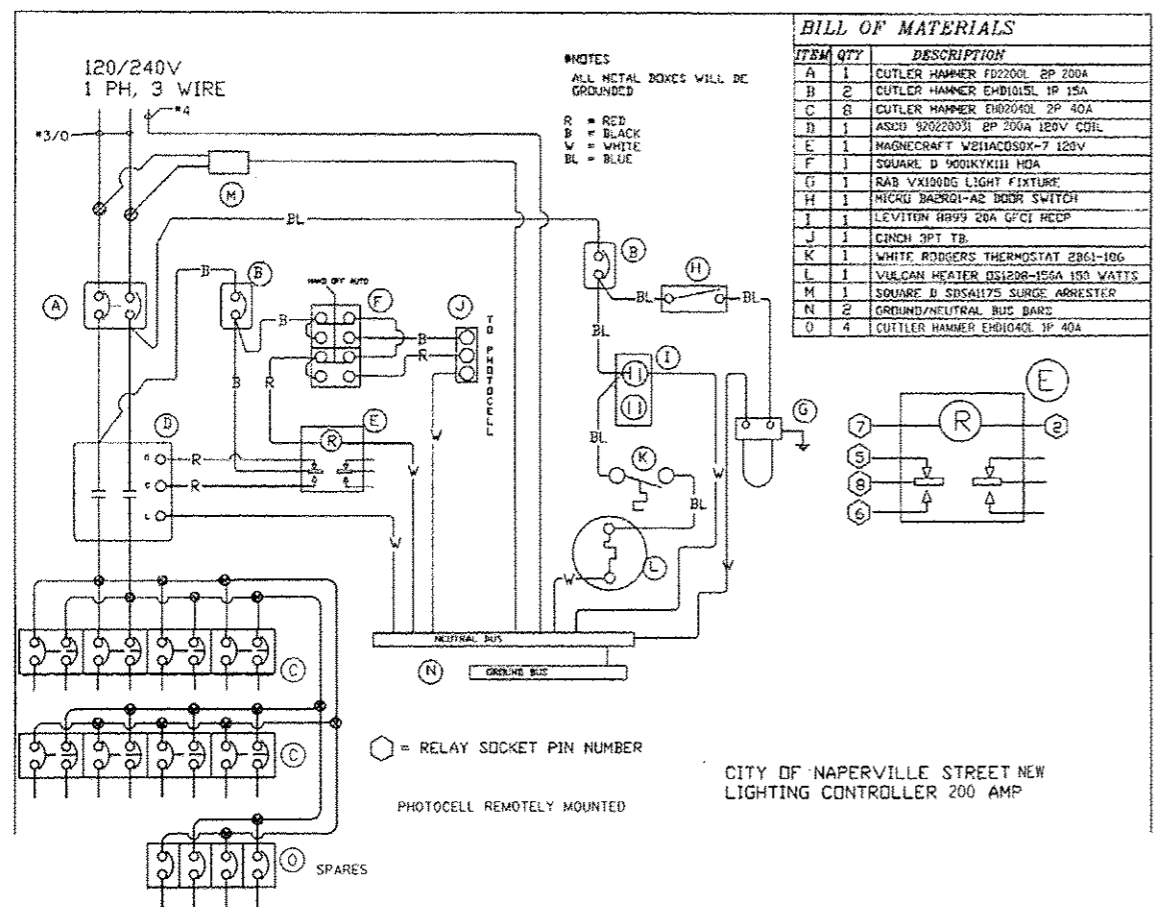 120/240V
1 PH, 3 WIRE
*4
*3/0
*NOTES
ALL METAL BOXES WILL BE
GROUNDED
R = RED
B = BLACK
W = WHITE
BL = BLUE
BILL OF MATERIALS
ITEM QTY DESCRIPTION
A 1 CUTLER HAMMER FD2200L 2P 200A
B 2 CUTLER HAMMER EHD1015L 1P 15A
C 8 CUTLER HAMMER EHD2040L 2P 40A
D 1 ASCO 920220031 2P 200A 120V COIL
E 1 MAGNECRAFT W211ACDSOX-7 120V
F 1 SQUARE D 9001KYK111 HOA
G 1 RAB VX100DG LIGHT FIXTURE
H 1 MICRO BA2RQ1-A2 DOOR SWITCH
I 1 LEVITON 8899 20A GFCI RECP
J 1 CINCH 3PT TB.
K 1 WHITE RODGERS THERMOSTAT 2B61-106
L 1 VULCAN HEATER OS1208-156A 150 WATTS
M 1 SQUARE D SDSA1175 SURGE ARRESTER
N 2 GROUND/NEUTRAL BUS BARS
O 4 CUTTLER HAMMER EHD1040L 1P 40A
M
BL
A
B
B
HAND OFF AUTO
F
J
TO PHOTOCELL
B
H
BL
BL
B
B
R
BL
I
B
R
R
W
G
E
D
E
R
R
R
W
W
BL
K
BL
W
W
L
W
L
W
7
R
2
5
8
6
NEUTRAL BUS
N
GROUND BUS
C
C
= RELAY SOCKET PIN NUMBER
PHOTOCELL REMOTELY MOUNTED
CITY OF NAPERVILLE STREET NEW
LIGHTING CONTROLLER 200 AMP
O SPARES